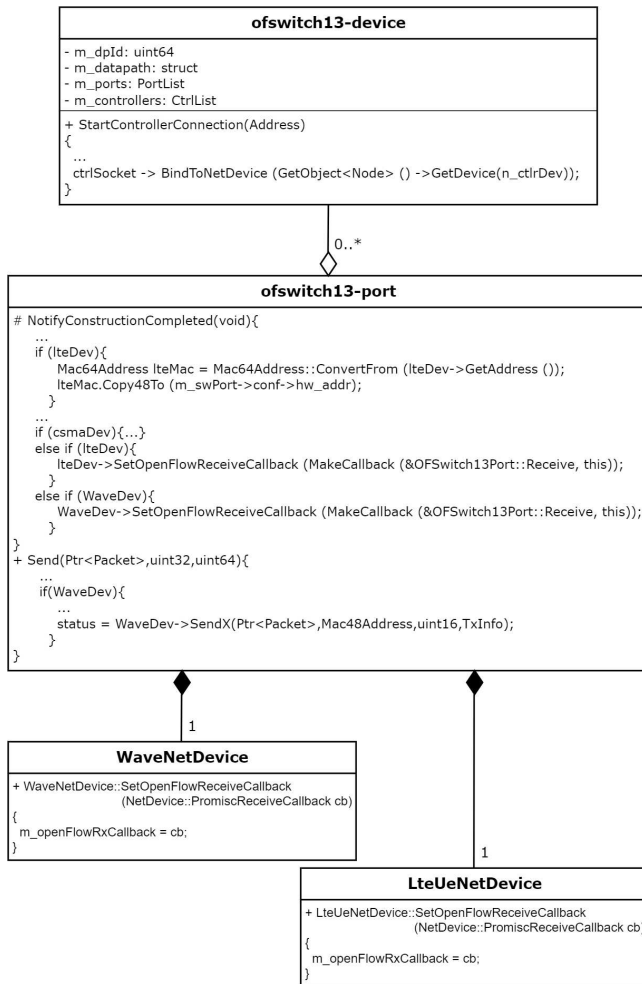 ofswitch13-device
- m_dpId: uint64
- m_datapath: struct
- m_ports: PortList
- m_controllers: CtrlList
+ StartControllerConnection(Address)
{
...
ctrlSocket -> BindToNetDevice (GetObject<Node> () ->GetDevice(n_ctlrDev));
}
0..*
ofswitch13-port
# NotifyConstructionCompleted(void){
...
if (lteDev){
Mac64Address lteMac = Mac64Address::ConvertFrom (lteDev->GetAddress ());
lteMac.Copy48To (m_swPort->conf->hw_addr);
}
...
if (csmaDev){...}
else if (lteDev){
lteDev->SetOpenFlowReceiveCallback (MakeCallback (&OFSwitch13Port::Receive, this));
}
else if (WaveDev){
WaveDev->SetOpenFlowReceiveCallback (MakeCallback (&OFSwitch13Port::Receive, this));
}
}
+ Send(Ptr<Packet>,uint32,uint64){
...
if(WaveDev){
...
status = WaveDev->SendX(Ptr<Packet>,Mac48Address,uint16,TxInfo);
}
}
1
WaveNetDevice
+ WaveNetDevice::SetOpenFlowReceiveCallback
(NetDevice::PromiscReceiveCallback cb)
{
m_openFlowRxCallback = cb;
}
1
LteUeNetDevice
+ LteUeNetDevice::SetOpenFlowReceiveCallback
(NetDevice::PromiscReceiveCallback cb)
{
m_openFlowRxCallback = cb;
}